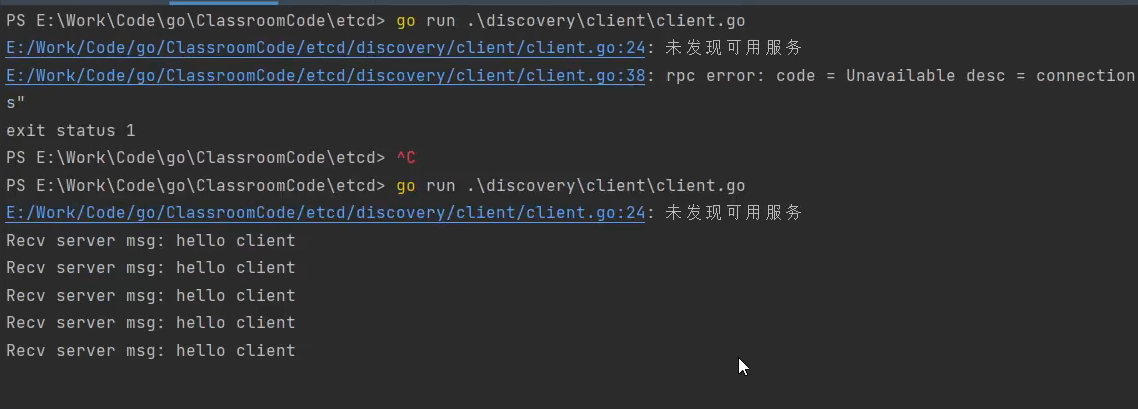 PS E:\Work\Code\go\ClassroomCode\etcd> go run .\discovery\client\client.go
E:/Work/Code/go/ClassroomCode/etcd/discovery/client/client.go:24: 未发现可用服务
E:/Work/Code/go/ClassroomCode/etcd/discovery/client/client.go:38: rpc error: code = Unavailable desc = connection
s"
exit status 1
PS E:\Work\Code\go\ClassroomCode\etcd> ^C
PS E:\Work\Code\go\ClassroomCode\etcd> go run .\discovery\client\client.go
E:/Work/Code/go/ClassroomCode/etcd/discovery/client/client.go:24: 未发现可用服务
Recv server msg: hello client
Recv server msg: hello client
Recv server msg: hello client
Recv server msg: hello client
Recv server msg: hello client